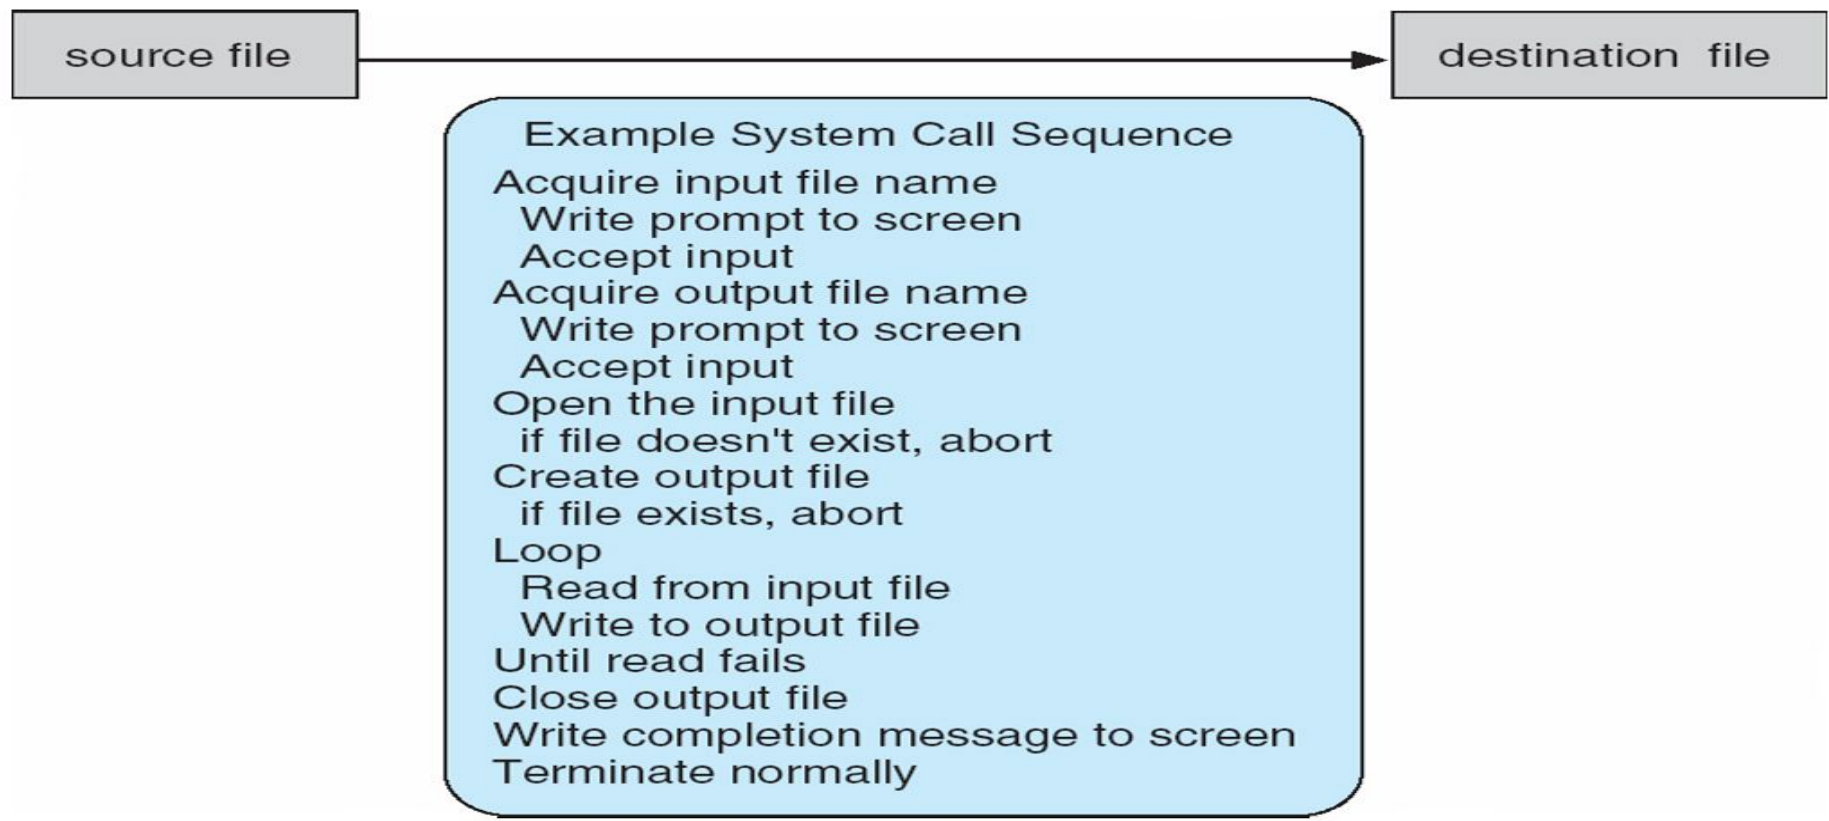 source file
destination file
Example System Call Sequence
Acquire input file name
Write prompt to screen
Accept input
Acquire output file name
Write prompt to screen
Accept input
Open the input file
if file doesn't exist, abort
Create output file
if file exists, abort
Loop
Read from input file
Write to output file
Until read fails
Close output file
Write completion message to screen
Terminate normally